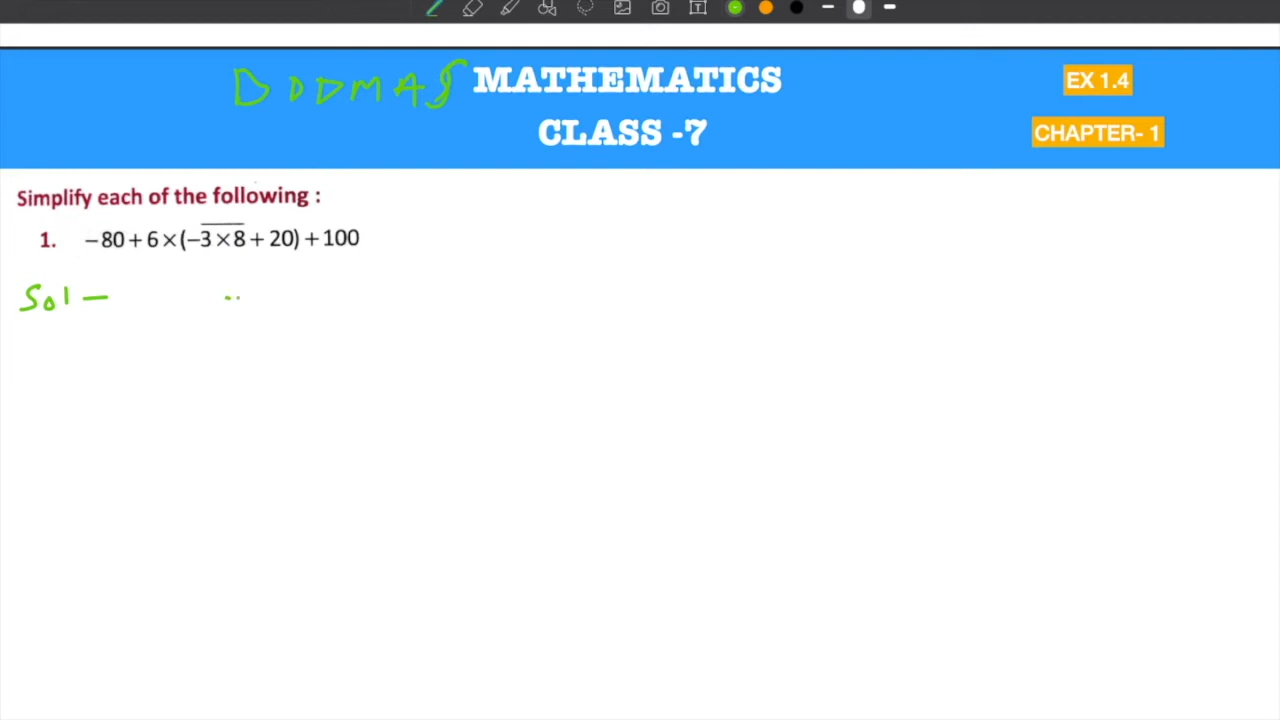 BODMAS MATHEMATICS
EX 1.4
CLASS -7
CHAPTER- 1
Simplify each of the following :
1. −80 + 6 × (−3 × 8 + 20) + 100
Sol –